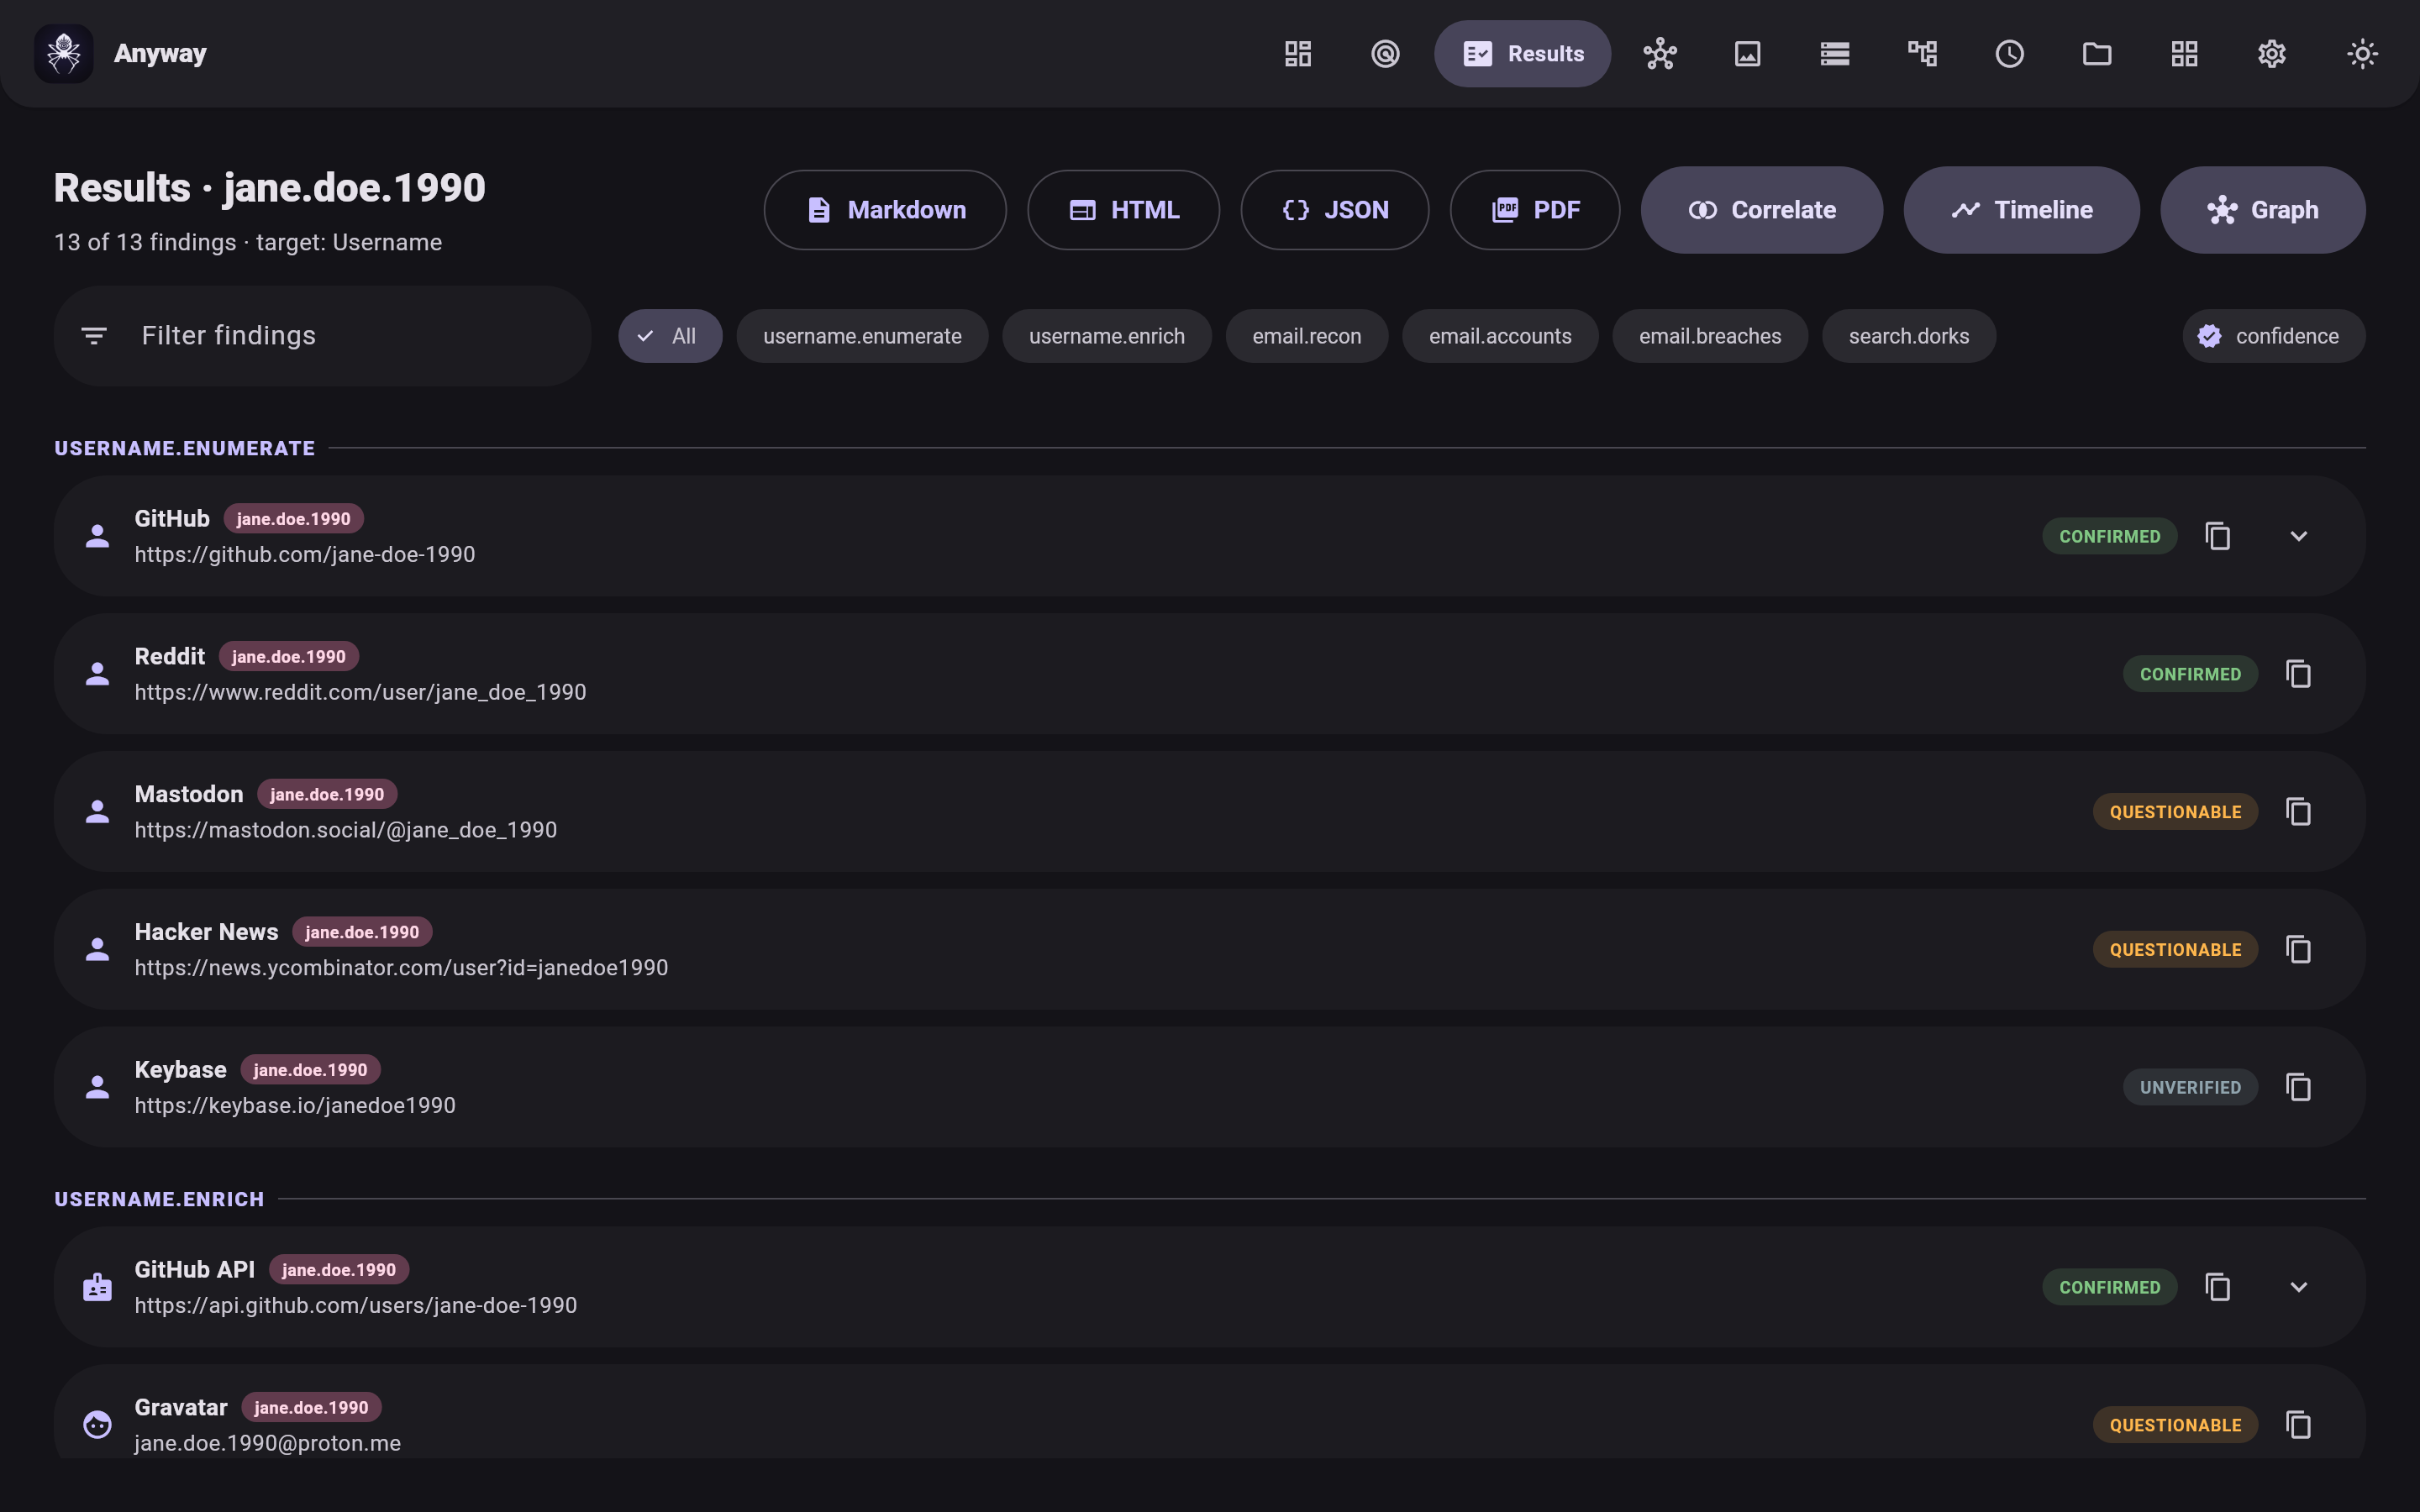 Anyway
Results
Results · jane.doe.1990
13 of 13 findings · target: Username
Markdown
HTML
JSON
PDF
Correlate
Timeline
Graph
Filter findings
All
username.enumerate
username.enrich
email.recon
email.accounts
email.breaches
search.dorks
confidence
USERNAME.ENUMERATE
GitHub jane.doe.1990
https://github.com/jane-doe-1990
CONFIRMED
Reddit jane.doe.1990
https://www.reddit.com/user/jane_doe_1990
CONFIRMED
Mastodon jane.doe.1990
https://mastodon.social/@jane_doe_1990
QUESTIONABLE
Hacker News jane.doe.1990
https://news.ycombinator.com/user?id=janedoe1990
QUESTIONABLE
Keybase jane.doe.1990
https://keybase.io/janedoe1990
UNVERIFIED
USERNAME.ENRICH
GitHub API jane.doe.1990
https://api.github.com/users/jane-doe-1990
CONFIRMED
Gravatar jane.doe.1990
jane.doe.1990@proton.me
QUESTIONABLE